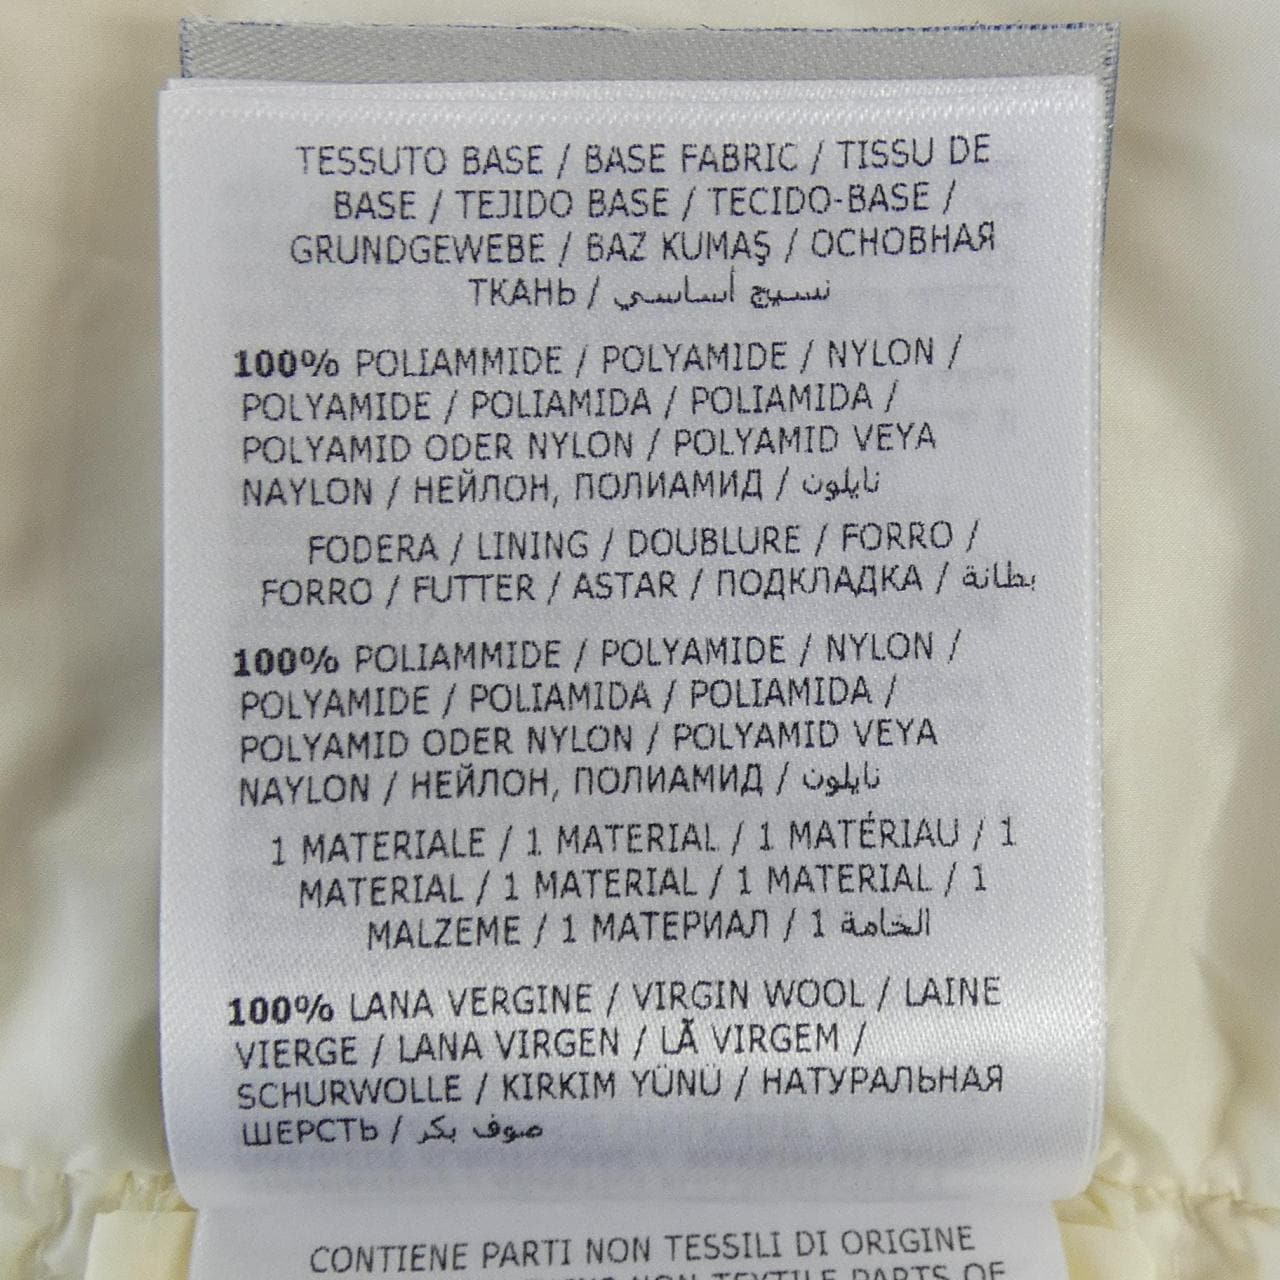 TESSUTO BASE / BASE FABRIC / TISSU DE
BASE / TEJIDO BASE / TECIDO-BASE /
GRUNDGEWEBE / BAZ KUMAŞ / ОСНОВНАЯ
ТКАНЬ / نسيج أساسي
100% POLIAMMIDE / POLYAMIDE / NYLON /
POLYAMIDE / POLIAMIDA / POLIAMIDA /
POLYAMID ODER NYLON / POLYAMID VEYA
NAYLON / НЕЙЛОН, ПОЛИАМИД / نايلون
FODERA / LINING / DOUBLURE / FORRO /
FORRO / FUTTER / ASTAR / ПОДКЛАДКА / بطانة
100% POLIAMMIDE / POLYAMIDE / NYLON /
POLYAMIDE / POLIAMIDA / POLIAMIDA /
POLYAMID ODER NYLON / POLYAMID VEYA
NAYLON / НЕЙЛОН, ПОЛИАМИД / نايلون
1 MATERIALE / 1 MATERIAL / 1 MATÉRIAU / 1
MATERIAL / 1 MATERIAL / 1 MATERIAL / 1
MALZEME / 1 МАТЕРИАЛ / 1 الخامة
100% LANA VERGINE / VIRGIN WOOL / LAINE
VIERGE / LANA VIRGEN / LÃ VIRGEM /
SCHURWOLLE / KIRKIM YÜNÜ / НАТУРАЛЬНАЯ
ШЕРСТЬ / صوف بكر
CONTIENE PARTI NON TESSILI DI ORIGINE
NON-TEXTILE PARTS OF